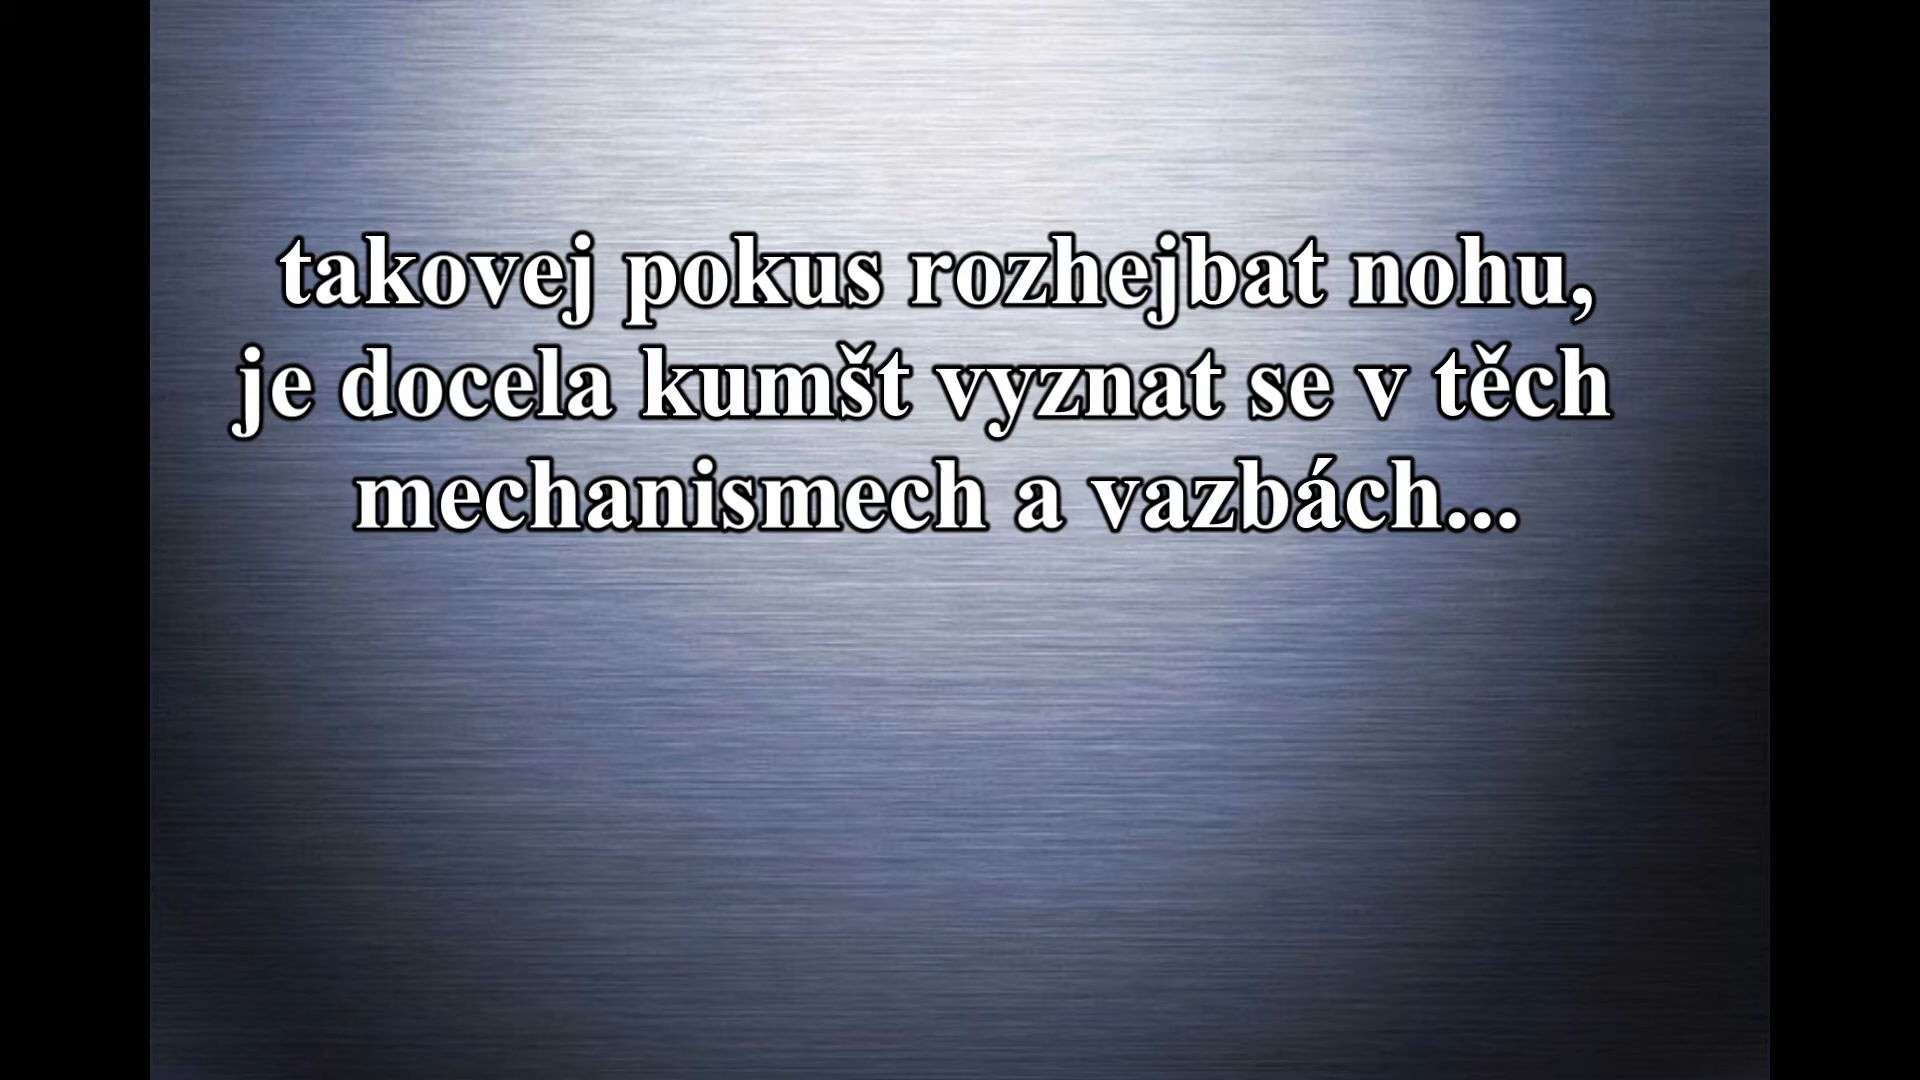 takovej pokus rozhejbat nohu,
je docela kumšt vyznat se v těch
mechanismech a vazbách...